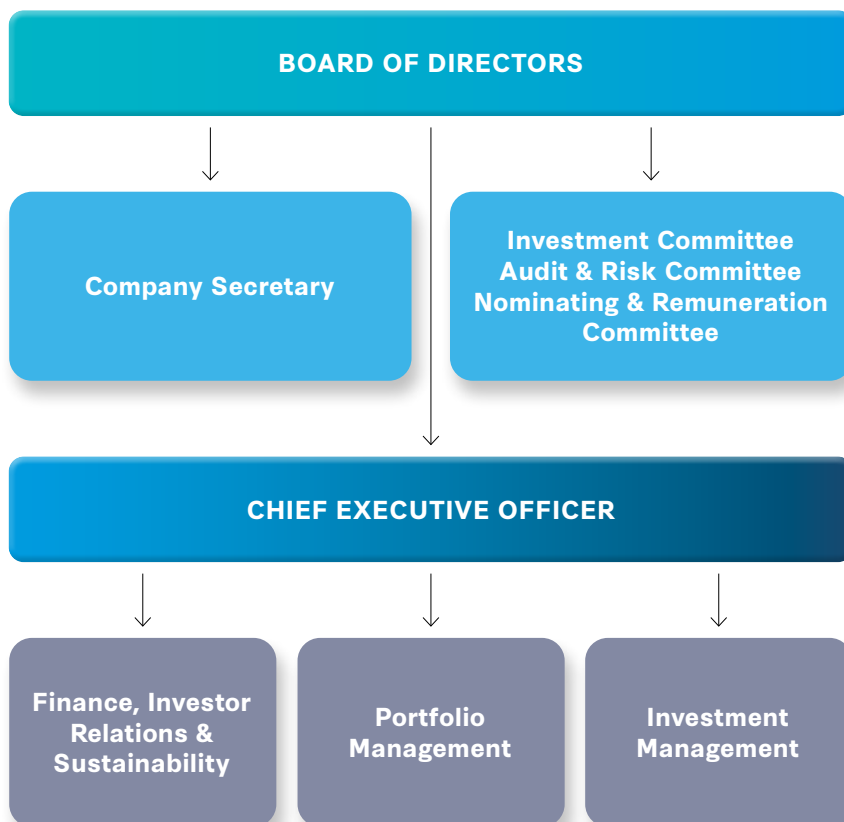 BOARD OF DIRECTORS
Company Secretary
Investment Committee
Audit & Risk Committee
Nominating & Remuneration
Committee
CHIEF EXECUTIVE OFFICER
Finance, Investor
Relations &
Sustainability
Portfolio
Management
Investment
Management